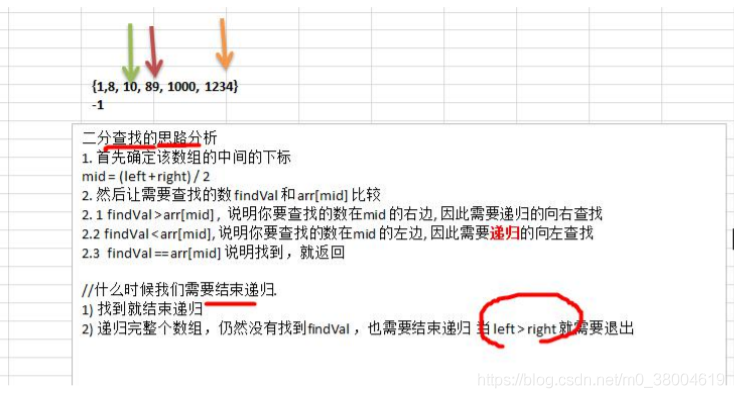 {1,8, 10, 89, 1000, 1234}
-1
二分查找的思路分析
1. 首先确定该数组的中间的下标
mid = (left + right) / 2
2. 然后让需要查找的数 findVal 和 arr[mid] 比较
2. 1 findVal > arr[mid] , 说明你要查找的数在mid 的右边, 因此需要递归的向右查找
2.2 findVal < arr[mid], 说明你要查找的数在mid 的左边, 因此需要递归的向左查找
2.3 findVal == arr[mid] 说明找到，就返回
//什么时候我们需要结束递归.
1) 找到就结束递归
2) 递归完整个数组，仍然没有找到findVal ，也需要结束递归 当 left > right 就需要退出
https://blog.csdn.net/m0_38004619